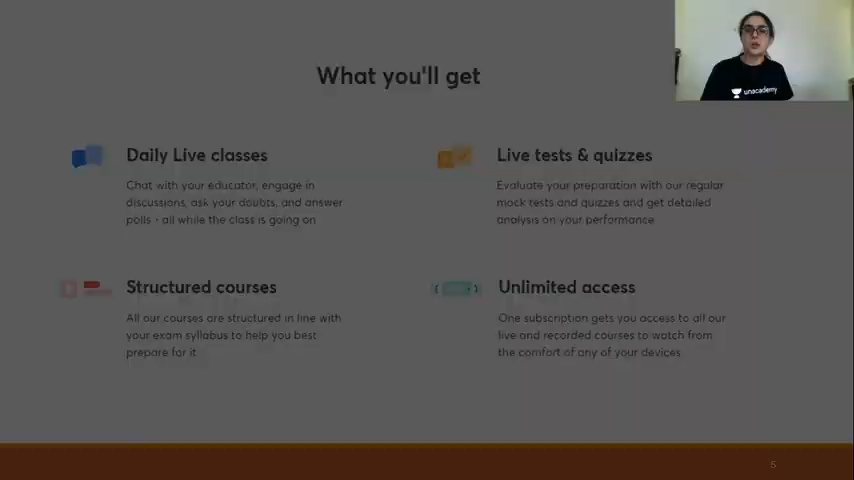 What you'll get
unacademy
Daily Live classes
Chat with your educator, engage in
discussions, ask your doubts, and answer
polls - all while the class is going on
Live tests & quizzes
Evaluate your preparation with our regular
mock tests and quizzes and get detailed
analysis on your performance
Structured courses
All our courses are structured in line with
your exam syllabus to help you best
prepare for it
Unlimited access
One subscription gets you access to all our
live and recorded courses to watch from
the comfort of any of your devices
5